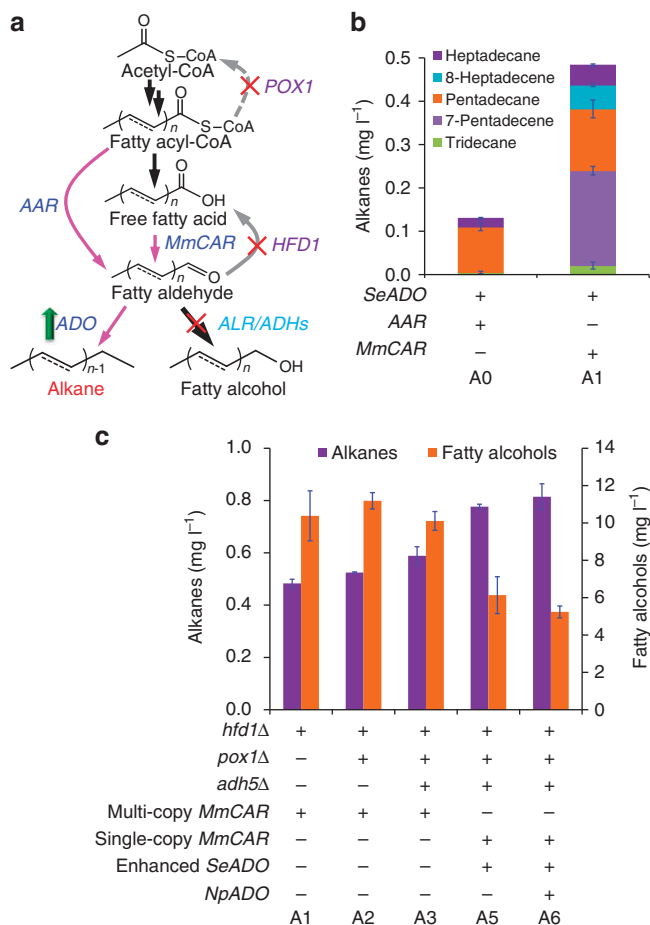 a
O
S–CoA
Acetyl-CoA
POX1
O
n
S–CoA
Fatty acyl-CoA
O
n
OH
AAR
Free fatty acid
MmCAR
HFD1
n
O
Fatty aldehyde
ADO
ALR/ADHs
n-1
n
OH
Alkane
Fatty alcohol
b
Alkanes (mg l⁻¹)
0.5
0.4
0.3
0.2
0.1
0.0
Heptadecane
8-Heptadecene
Pentadecane
7-Pentadecene
Tridecane
SeADO + +
AAR + –
MmCAR – +
A0 A1
c
Alkanes
Fatty alcohols
Alkanes (mg l⁻¹)
1.0
0.8
0.6
0.4
0.2
0.0
Fatty alcohols (mg l⁻¹)
14
12
10
8
6
4
2
0
hfd1Δ + + + + +
pox1Δ – + + + +
adh5Δ – – + + +
Multi-copy MmCAR + + + – –
Single-copy MmCAR – – – + +
Enhanced SeADO – – – + +
NpADO – – – – +
A1 A2 A3 A5 A6